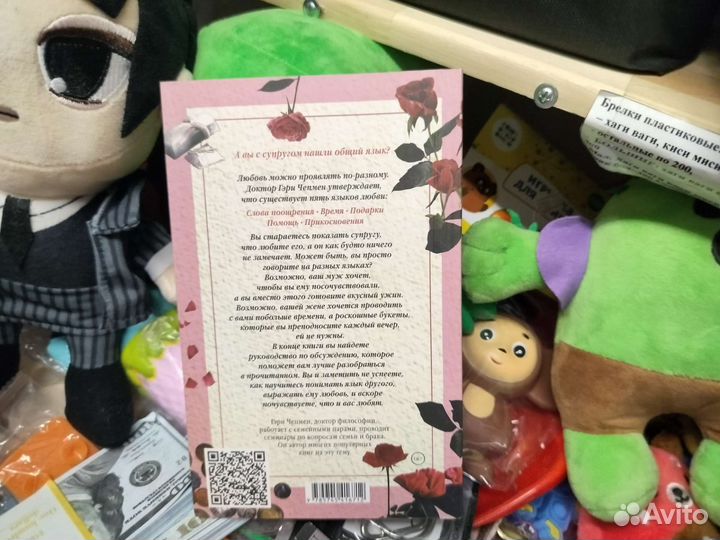 А вы с супругом нашли общий язык?
Любовь можно проявлять по-разному.
Доктор Гэри Чепмен утверждает,
что существует пять языков любви:
Слова поощрения · Время · Подарки
Помощь · Прикосновения
Вы стараетесь показать супругу,
что любите его, а он как будто ничего
не замечает. Может быть, вы просто
говорите на разных языках?
Возможно, ваш муж хочет,
чтобы вы ему посочувствовали,
а вы вместо этого готовите вкусный ужин.
Возможно, вашей жене хочется проводить
с вами побольше времени, а роскошные букеты,
которые вы преподносите каждый вечер,
ей не нужны.
В конце книги вы найдете
руководство по обсуждению, которое
поможет вам лучше разобраться
в прочитанном. Вы и заметить не успеете,
как научитесь понимать язык другого,
выражать ему любовь, и вскоре
почувствуете, что и вас любят.
Гэри Чепмен, доктор философии,
работает с семейными парами, проводит
семинары по вопросам семьи и брака.
Он автор многих популярных
книг на эту тему
Брелки пластиковые
– хаги ваги, киси миси
остальные по 200,
Avito